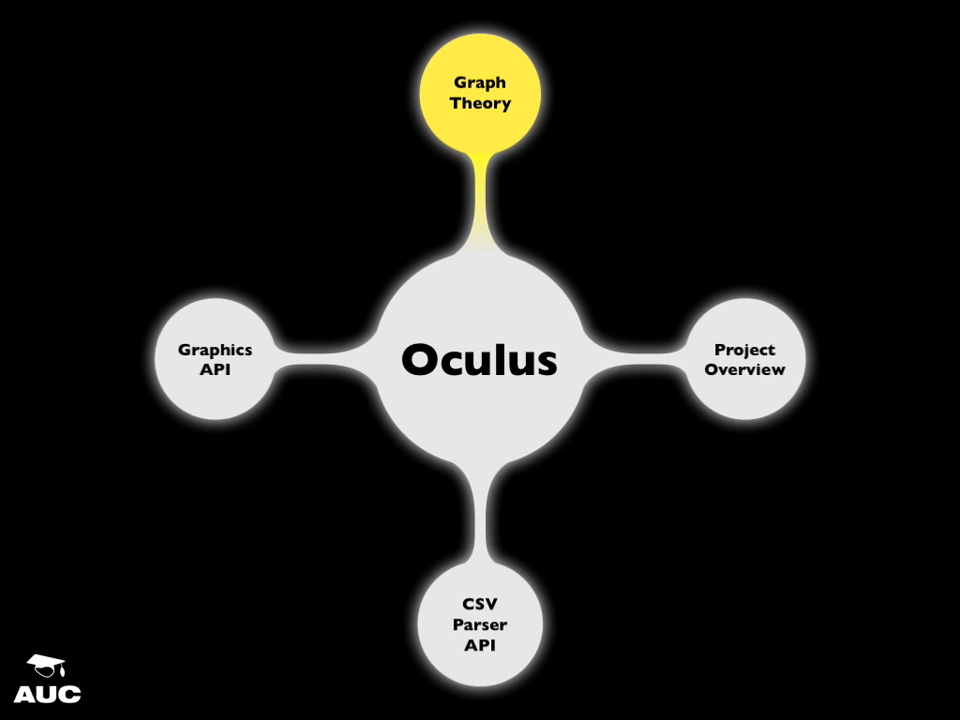 Graph
Theory
Graphics
API
Oculus
Project
Overview
CSV
Parser
API
AUC